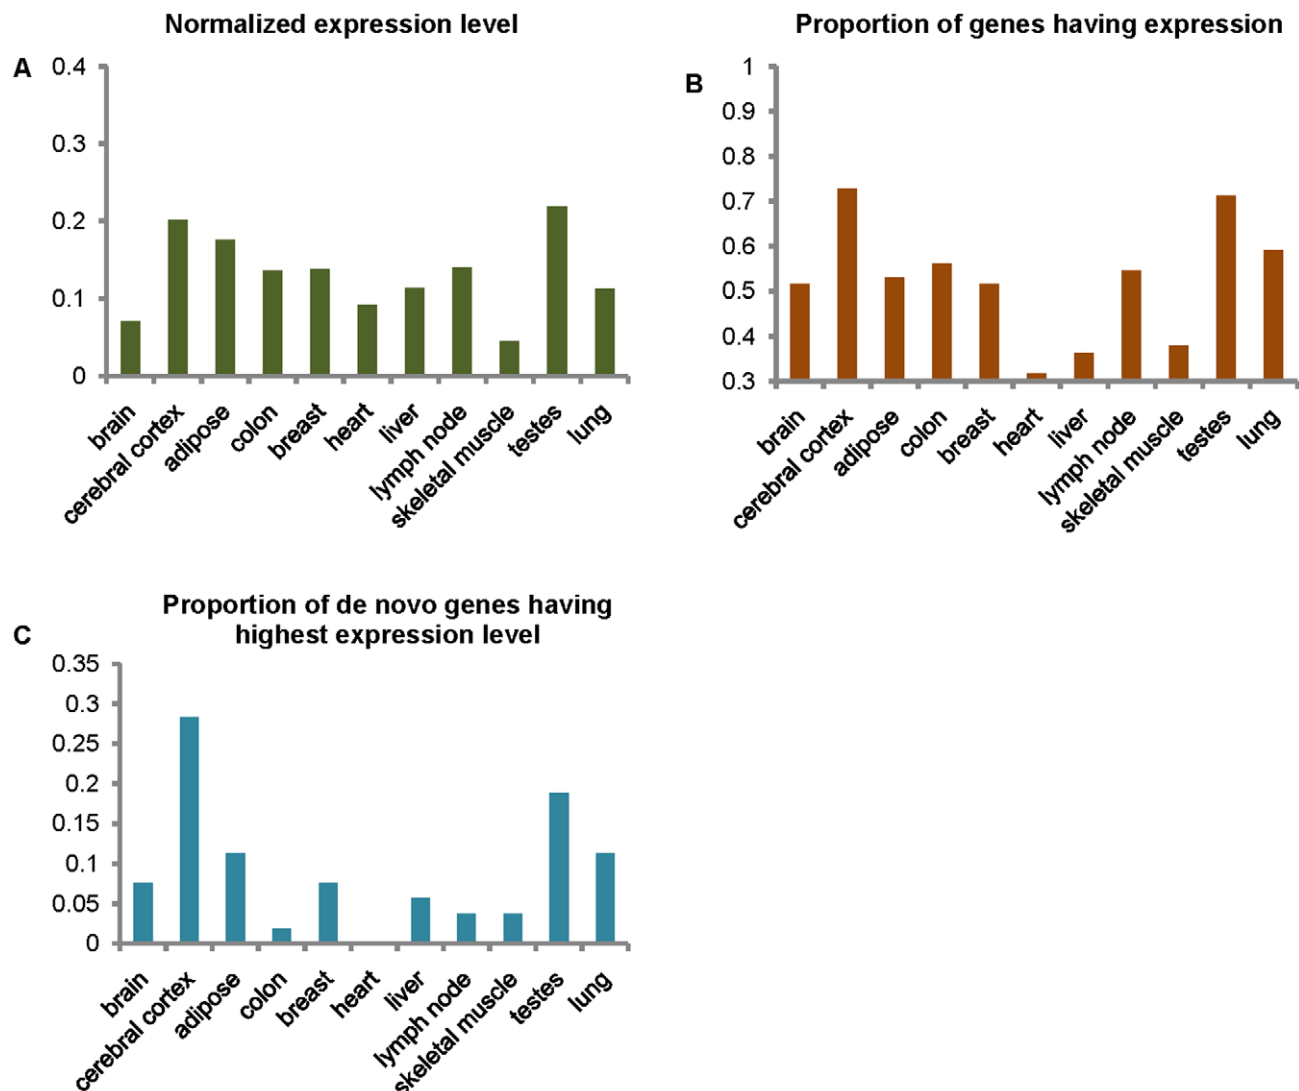 Normalized expression level
A
0.4
0.3
0.2
0.1
0
brain
cerebral cortex
adipose
colon
breast
heart
liver
lymph node
skeletal muscle
testes
lung
Proportion of genes having expression
B
1
0.9
0.8
0.7
0.6
0.5
0.4
0.3
brain
cerebral cortex
adipose
colon
breast
heart
liver
lymph node
skeletal muscle
testes
lung
Proportion of de novo genes having
highest expression level
C
0.35
0.3
0.25
0.2
0.15
0.1
0.05
0
brain
cerebral cortex
adipose
colon
breast
heart
liver
lymph node
skeletal muscle
testes
lung